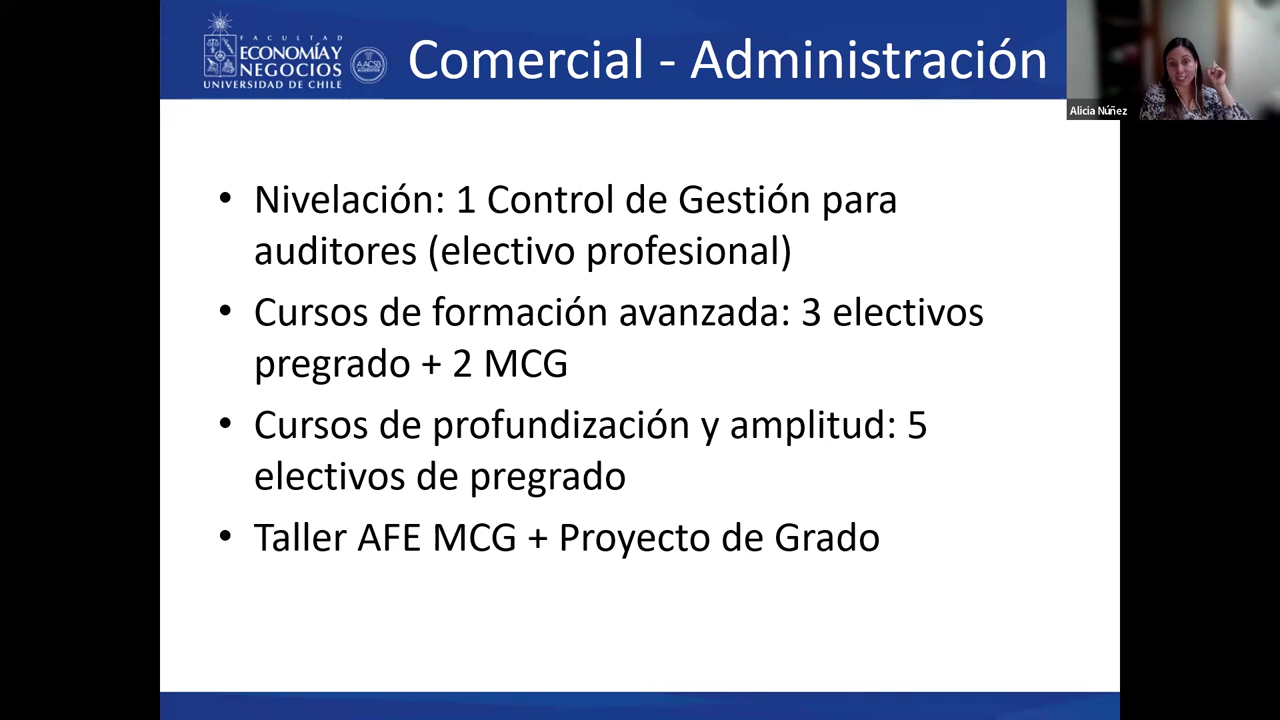 FACULTAD
ECONOMÍA Y
NEGOCIOS
UNIVERSIDAD DE CHILE
AACSB
ACCREDITED
Comercial - Administración
Alicia Núñez
• Nivelación: 1 Control de Gestión para
auditores (electivo profesional)
• Cursos de formación avanzada: 3 electivos
pregrado + 2 MCG
• Cursos de profundización y amplitud: 5
electivos de pregrado
• Taller AFE MCG + Proyecto de Grado